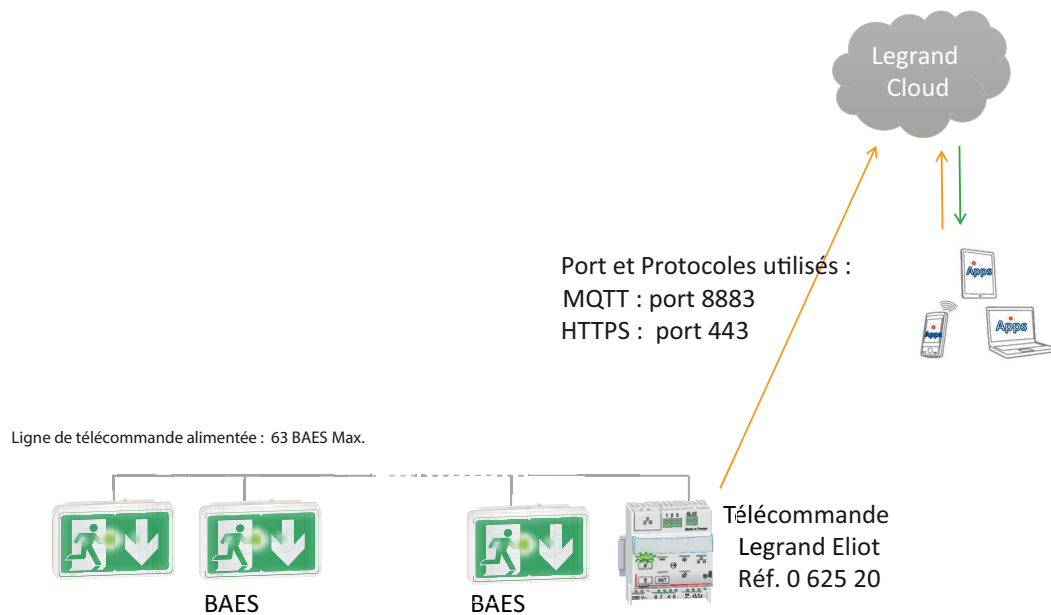 Legrand
Cloud
Port et Protocoles utilisés :
MQTT : port 8883
HTTPS : port 443
Apps
Apps
Apps
Ligne de télécommande alimentée : 63 BAES Max.
Télécommande
Legrand Eliot
Réf. 0 625 20
BAES
BAES